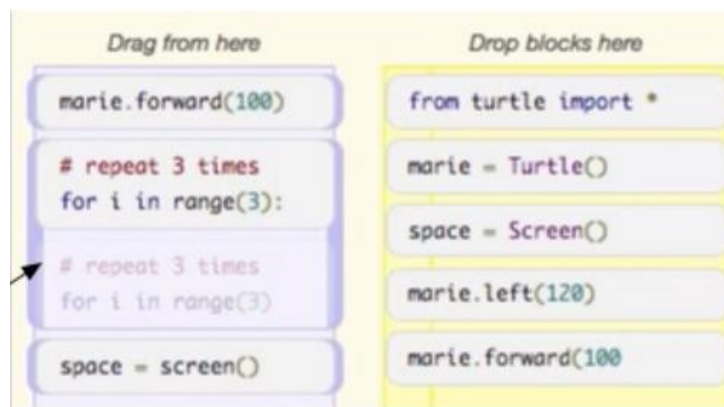 Drag from here
marie.forward(100)
# repeat 3 times
for i in range(3):
# repeat 3 times
for i in range(3)
space = screen()
Drop blocks here
from turtle import *
marie = Turtle()
space = Screen()
marie.left(120)
marie.forward(100